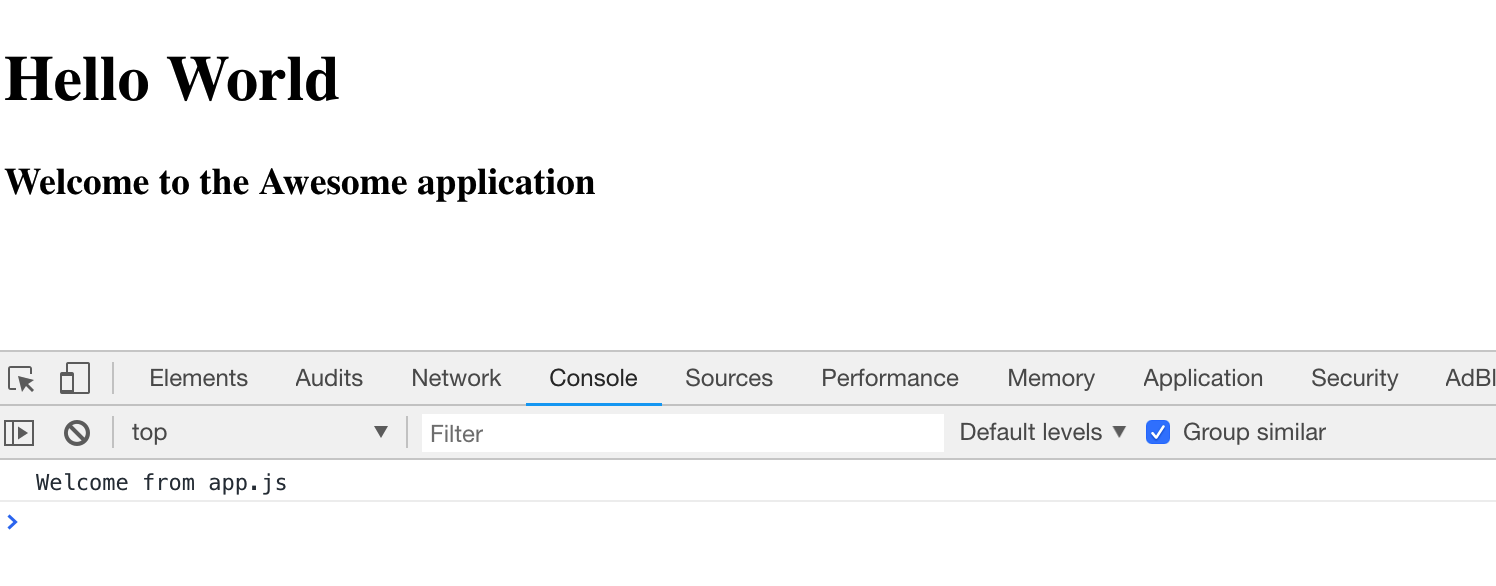 Hello World
Welcome to the Awesome application
Elements Audits Network Console Sources Performance Memory Application Security AdBl
top Filter Default levels Group similar
Welcome from app.js